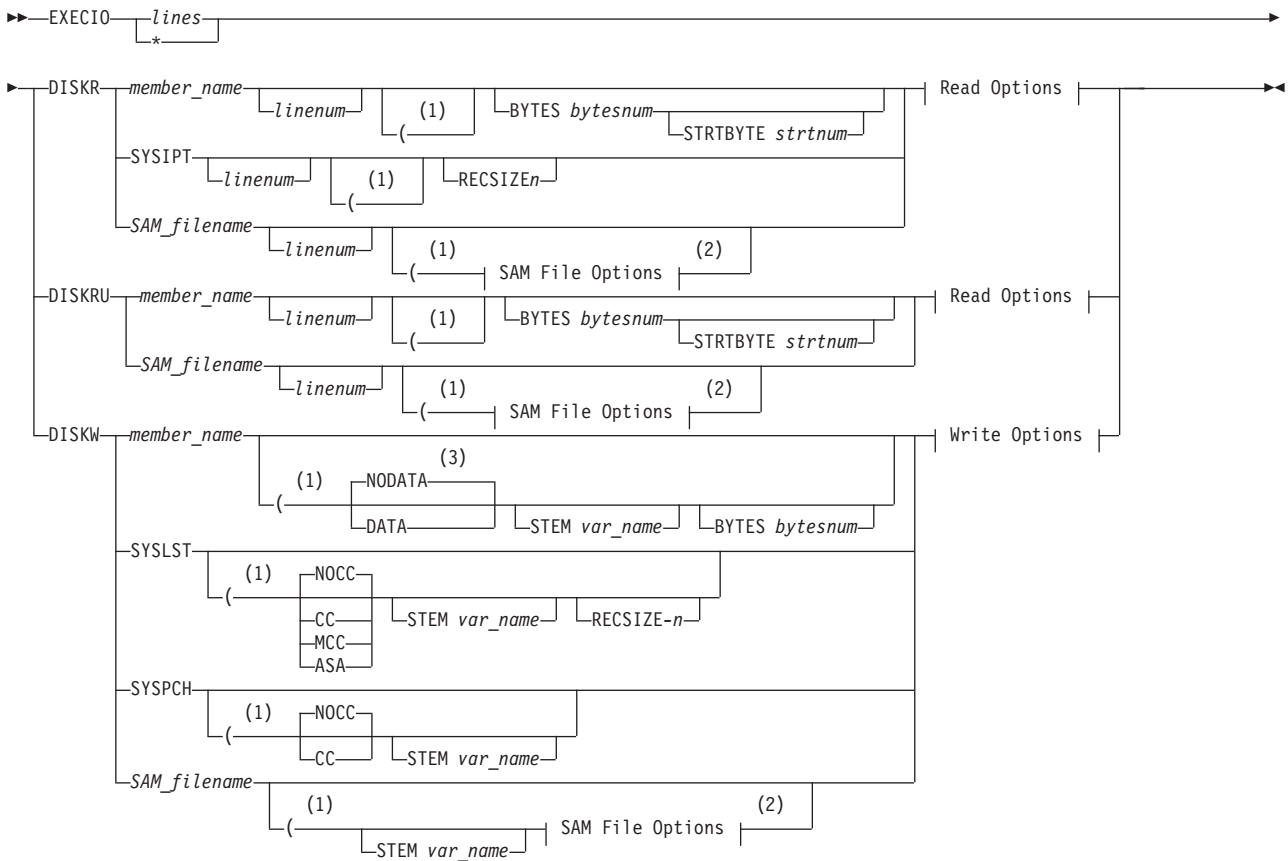 EXECIO lines
*
DISKR member_name Read Options
linenum (1) BYTES bytesnum
( STRTBYTE strtnum
SYSIPT
linenum (1) RECSIZEn
(
SAM_filename
linenum (1) (2)
( SAM File Options
DISKRU member_name Read Options
linenum (1) BYTES bytesnum
( STRTBYTE strtnum
SAM_filename
linenum (1) (2)
( SAM File Options
DISKW member_name Write Options
(3)
(1) NODATA
(
DATA STEM var_name BYTES bytesnum
SYSLST
(1) NOCC
(
CC STEM var_name RECSIZE-n
MCC
ASA
SYSPCH
(1) NOCC
(
CC STEM var_name
SAM_filename
(1) (2)
( SAM File Options
STEM var_name